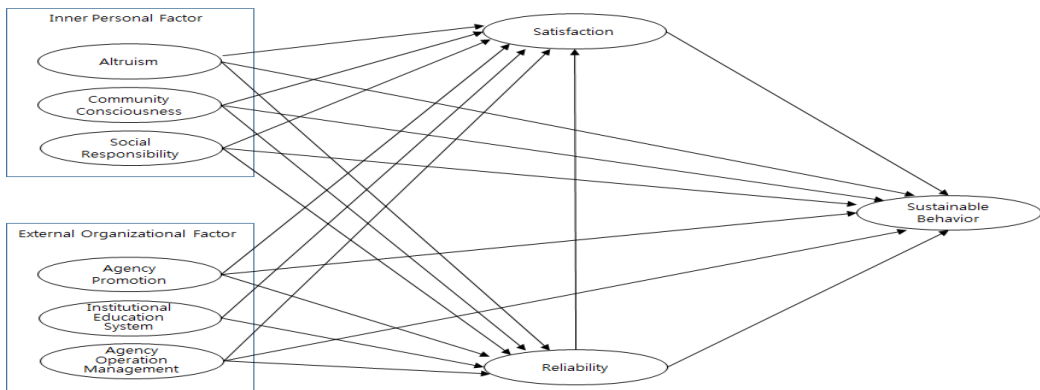 Inner Personal Factor
Altruism
Community
Consciousness
Social
Responsibility
External Organizational Factor
Agency
Promotion
Institutional
Education
System
Agency
Operation
Management
Satisfaction
Reliability
Sustainable
Behavior